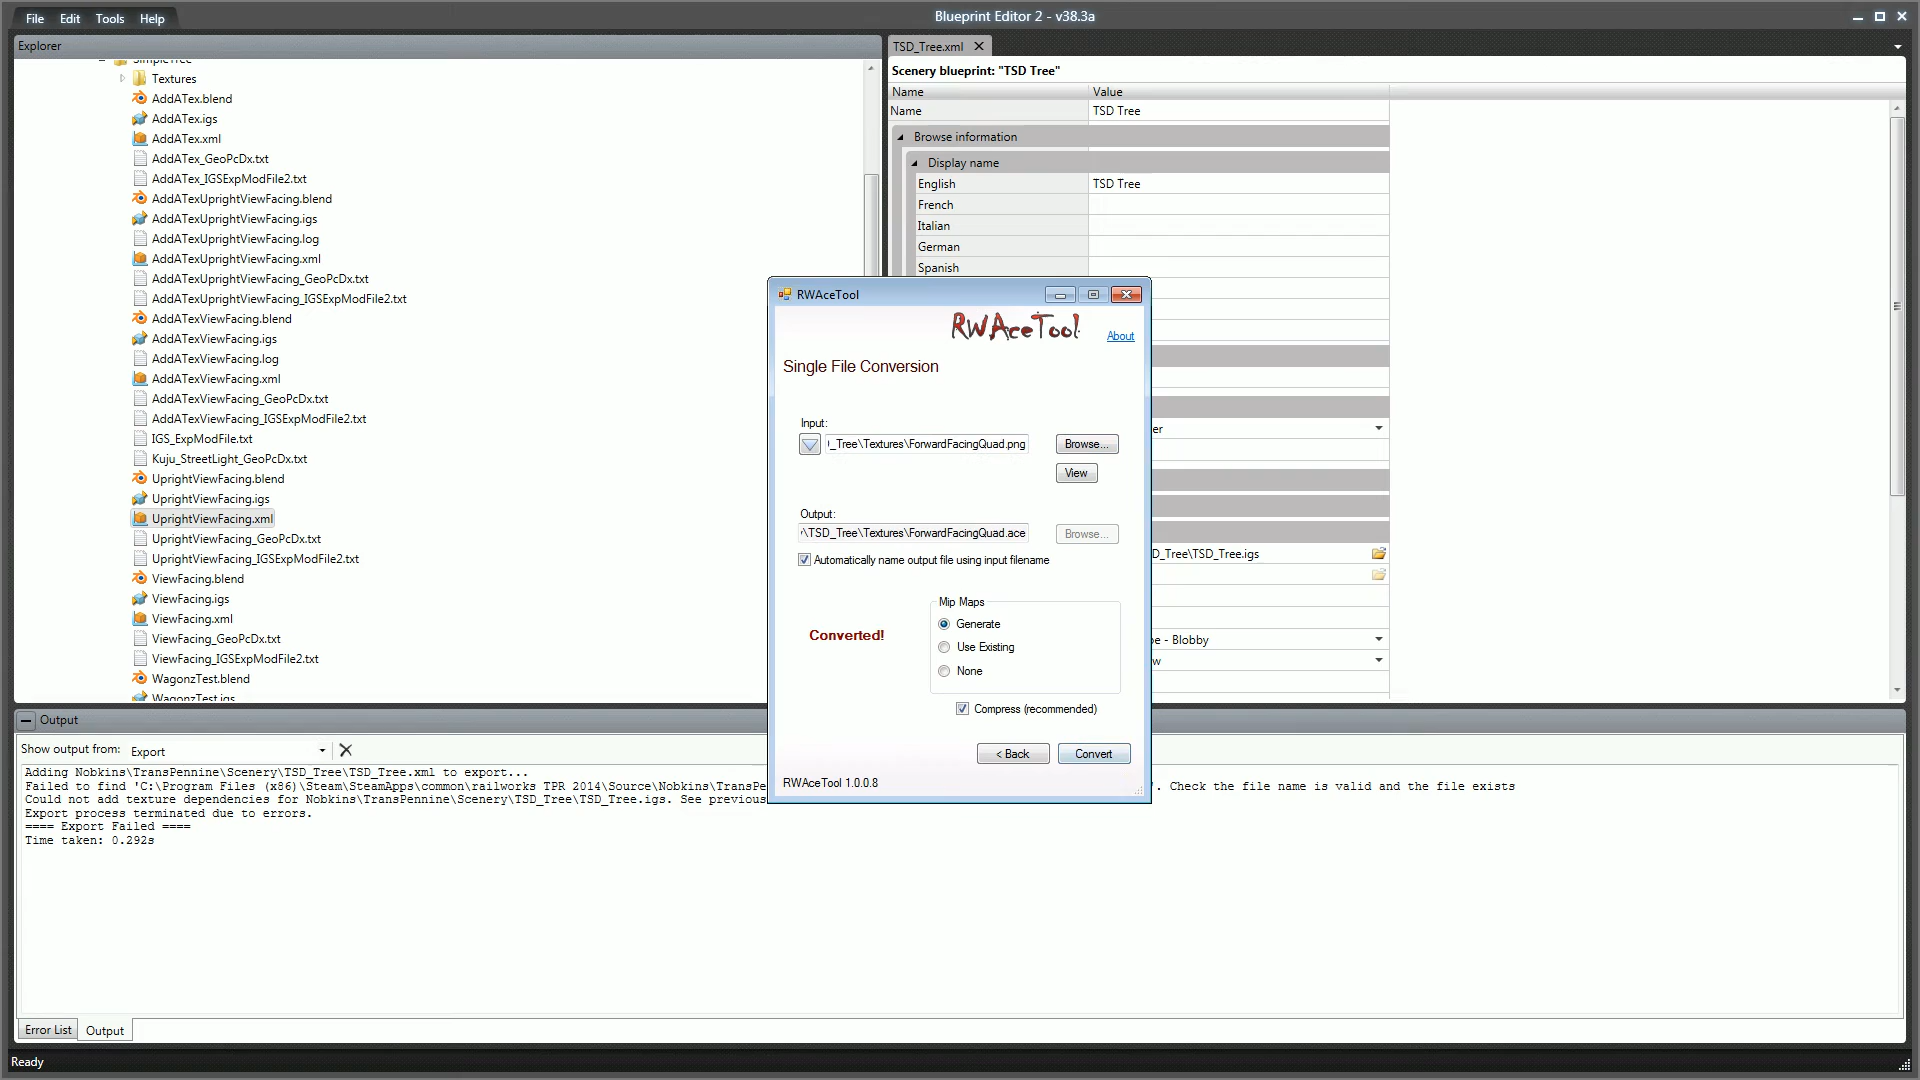 File Edit Tools Help
Blueprint Editor 2 - v38.3a
Explorer
SimpleTree
Textures
AddATex.blend
AddATex.igs
AddATex.xml
AddATex_GeoPcDx.txt
AddATex_IGSExpModFile2.txt
AddATexUprightViewFacing.blend
AddATexUprightViewFacing.igs
AddATexUprightViewFacing.log
AddATexUprightViewFacing.xml
AddATexUprightViewFacing_GeoPcDx.txt
AddATexUprightViewFacing_IGSExpModFile2.txt
AddATexViewFacing.blend
AddATexViewFacing.igs
AddATexViewFacing.log
AddATexViewFacing.xml
AddATexViewFacing_GeoPcDx.txt
AddATexViewFacing_IGSExpModFile2.txt
IGS_ExpModFile.txt
Kuju_StreetLight_GeoPcDx.txt
UprightViewFacing.blend
UprightViewFacing.igs
UprightViewFacing.xml
UprightViewFacing_GeoPcDx.txt
UprightViewFacing_IGSExpModFile2.txt
ViewFacing.blend
ViewFacing.igs
ViewFacing.xml
ViewFacing_GeoPcDx.txt
ViewFacing_IGSExpModFile2.txt
WagonzTest.blend
WagonzTest.igs
TSD_Tree.xml
Scenery blueprint: "TSD Tree"
Name Value
Name TSD Tree
Browse information
Display name
English TSD Tree
French
Italian
German
Spanish
er
D_Tree\TSD_Tree.igs
pe - Blobby
w
RWAceTool
RWAceTool
About
Single File Conversion
Input:
_Tree\Textures\ForwardFacingQuad.png Browse...
View
Output:
\TSD_Tree\Textures\ForwardFacingQuad.ace Browse...
Automatically name output file using input filename
Mip Maps
Generate
Converted!
Use Existing
None
Compress (recommended)
< Back Convert
RWAceTool 1.0.0.8
Output
Show output from: Export
Adding Nobkins\TransPennine\Scenery\TSD_Tree\TSD_Tree.xml to export...
Failed to find 'C:\Program Files (x86)\Steam\SteamApps\common\railworks TPR 2014\Source\Nobkins\TransPe '. Check the file name is valid and the file exists
Could not add texture dependencies for Nobkins\TransPennine\Scenery\TSD_Tree\TSD_Tree.igs. See previous
Export process terminated due to errors.
==== Export Failed ====
Time taken: 0.292s
Error List Output
Ready